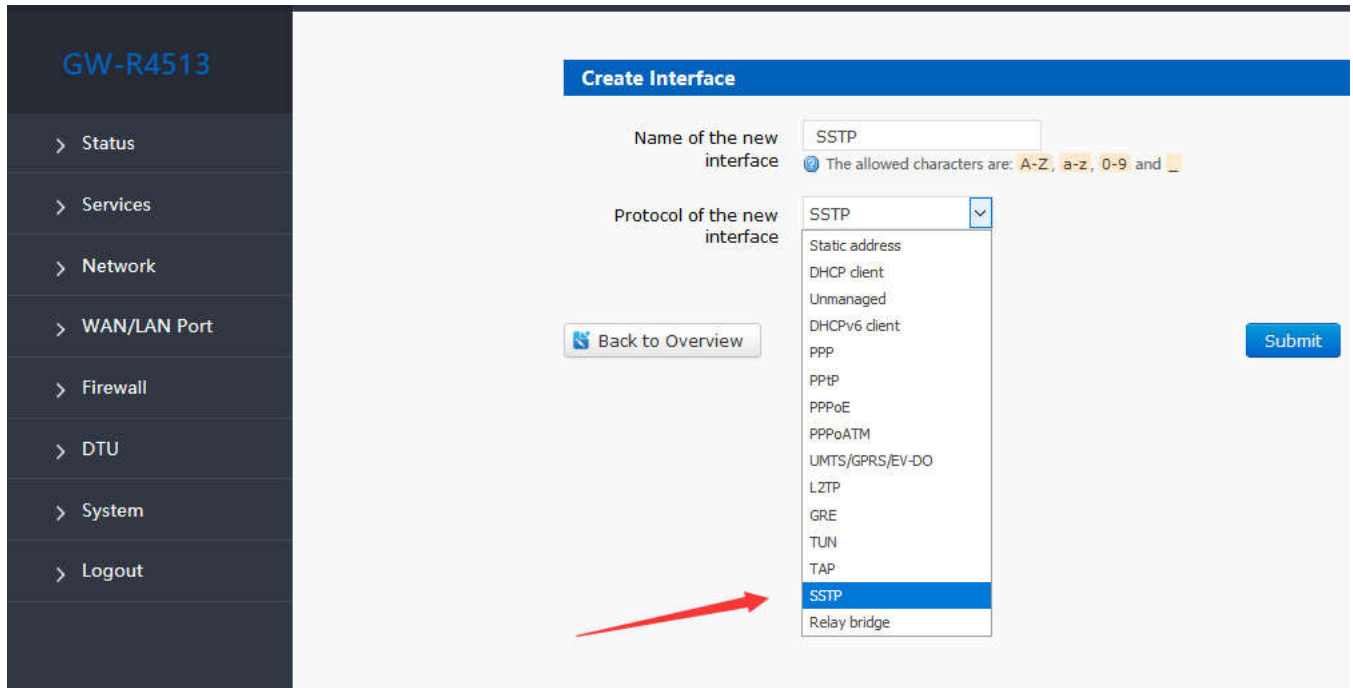 GW-R4513
Status
Services
Network
WAN/LAN Port
Firewall
DTU
System
Logout
Create Interface
Name of the new
interface
SSTP
The allowed characters are: A-Z, a-z, 0-9 and _
Protocol of the new
interface
SSTP
Static address
DHCP client
Unmanaged
DHCPv6 client
PPP
PPtP
PPPoE
PPPoATM
UMTS/GPRS/EV-DO
L2TP
GRE
TUN
TAP
SSTP
Relay bridge
Back to Overview
Submit